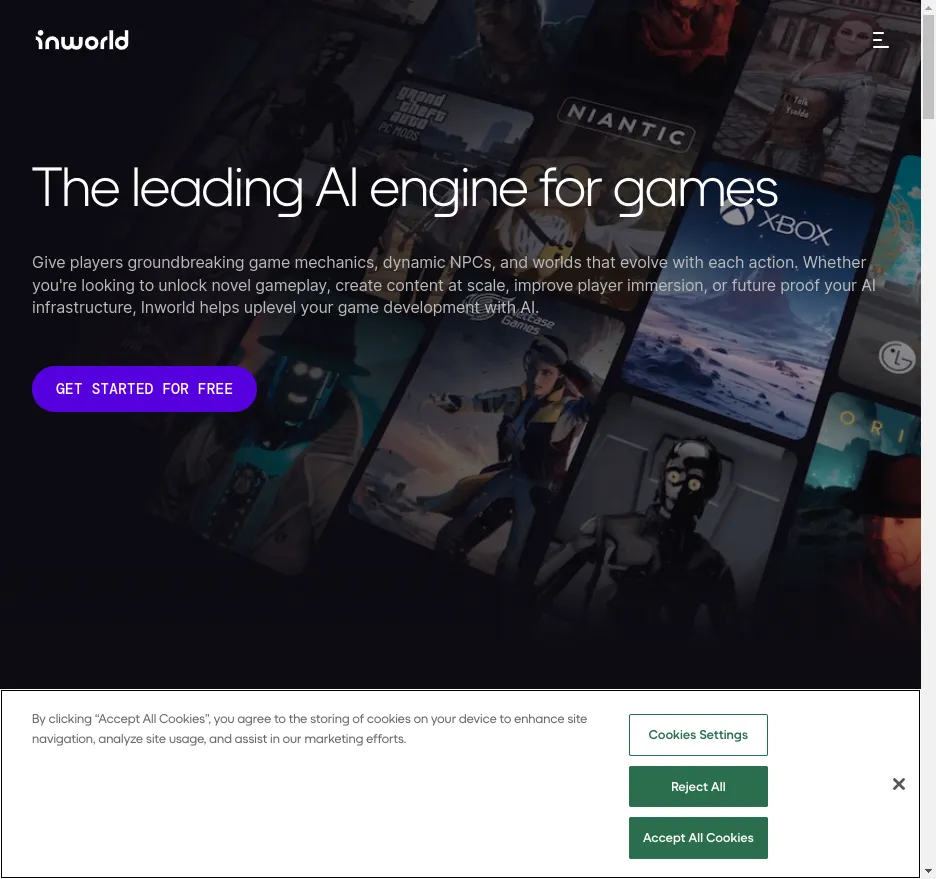 inworld
grand
theft
auto
PC MODS
NIANTIC
Talk
Ysolda
The leading AI engine for games
XBOX
Give players groundbreaking game mechanics, dynamic NPCs, and worlds that evolve with each action. Whether
you're looking to unlock novel gameplay, create content at scale, improve player immersion, or future proof your AI
infrastructure, Inworld helps uplevel your game development with AI.
Games
LG
GET STARTED FOR FREE
ORI
By clicking “Accept All Cookies”, you agree to the storing of cookies on your device to enhance site
navigation, analyze site usage, and assist in our marketing efforts.
Cookies Settings
Reject All
Accept All Cookies